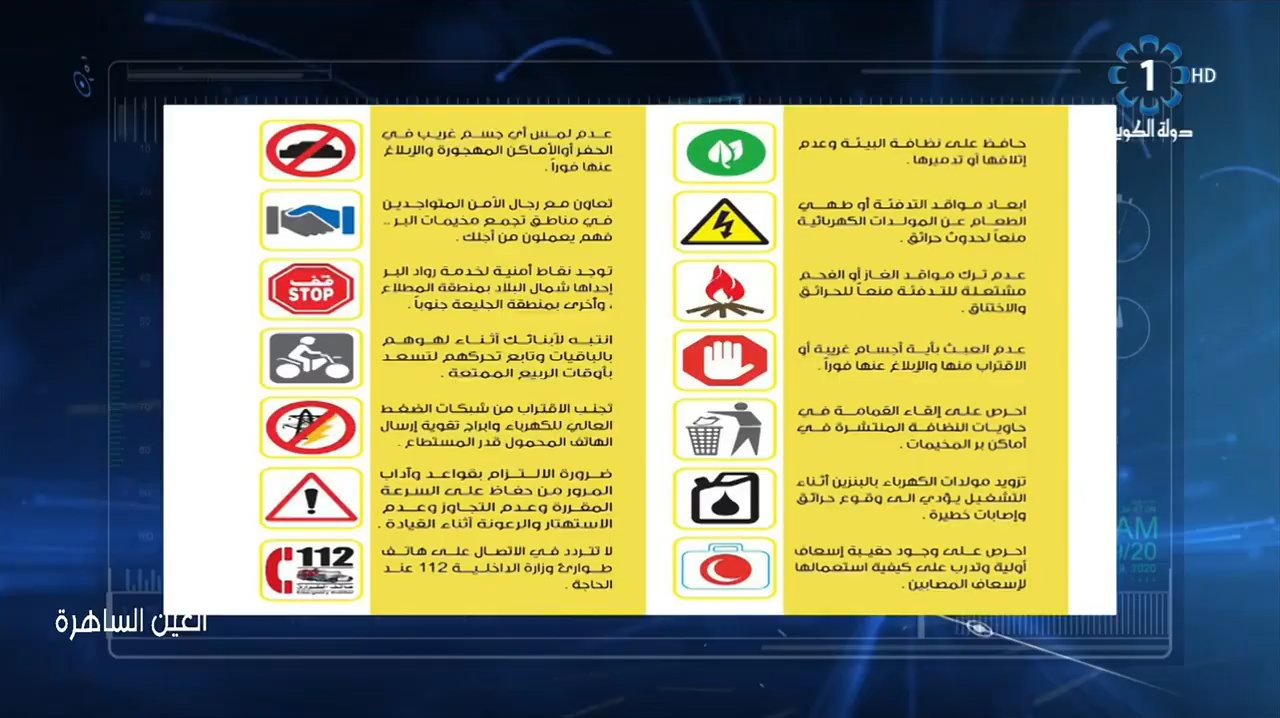 1 HD
دولة الكويت
حافظ على نظافة البيئة وعدم
إتلافها أو تدميرها .
ابعاد مواقد التدفئة أو طهي
الطعام عن المولدات الكهربائية
منعاً لحدوث حرائق .
عدم ترك مواقد الغاز أو الفحم
مشتعلة للتدفئة منعاً للحرائق
والاختناق .
عدم العبث بأية أجسام غريبة أو
الاقتراب منها والإبلاغ عنها فوراً .
احرص على إلقاء القمامة في
حاويات النظافة المنتشرة في
أماكن بر المخيمات .
تزويد مولدات الكهرباء بالبنزين أثناء
التشغيل يؤدي الى وقوع حرائق
وإصابات خطيرة .
احرص على وجود حقيبة إسعاف
أولية وتدرب على كيفية استعمالها
لإسعاف المصابين .
عدم لمس أي جسم غريب في
الحفر أوالأماكن المهجورة والإبلاغ
عنها فوراً .
تعاون مع رجال الأمن المتواجدين
في مناطق تجمع مخيمات البر ..
فهم يعملون من أجلك .
توجد نقاط امنية لخدمة رواد البر
إحداها شمال البلاد بمنطقة المطلاع
، وأخرى بمنطقة الجليعة جنوباً .
قف
STOP
انتبه لأبنائك أثناء لهوهم
بالباقيات وتابع تحركهم لتسعد
بأوقات الربيع الممتعة .
تجنب الاقتراب من شبكات الضغط
العالي للكهرباء وابراج تقوية إرسال
الهاتف المحمول قدر المستطاع .
ضرورة الالتزام بقواعد وآداب
المرور من حفاظ على السرعة
المقررة وعدم التجاوز وعدم
الاستهتار والرعونة أثناء القيادة .
لا تتردد في الاتصال على هاتف
طوارئ وزارة الداخلية 112 عند
الحاجة .
112
AM
/20
2020
العين الساهرة